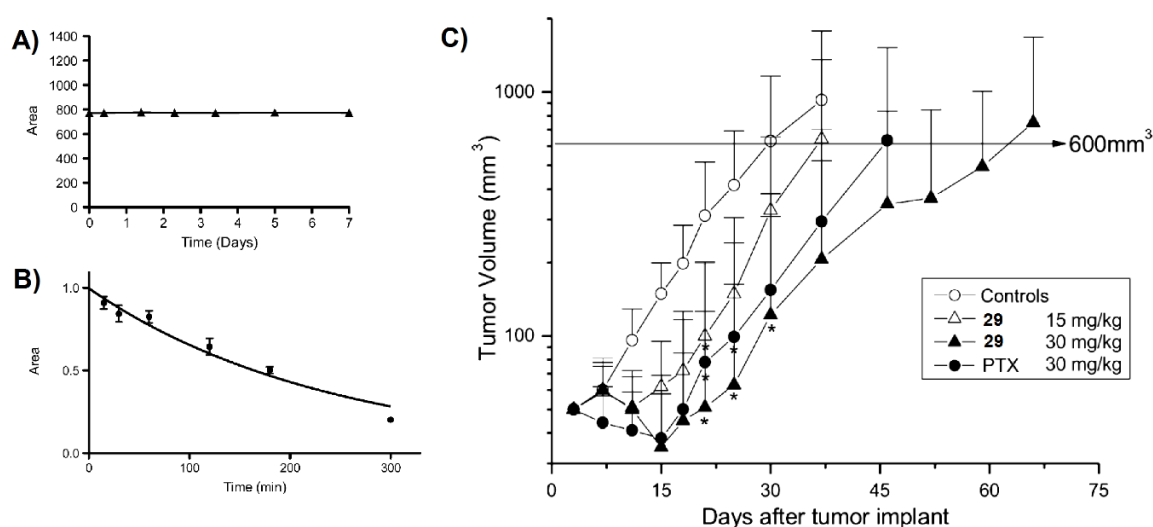 A)
1400
1200
1000
800
600
400
200
0
Area
0 1 2 3 4 5 6 7
Time (Days)
B)
1.0
0.5
0.0
Area
0 100 200 300
Time (min)
C)
1000
100
Tumor Volume (mm³)
600mm³
Controls
29 15 mg/kg
29 30 mg/kg
PTX 30 mg/kg
* * * * * *
0 15 30 45 60 75
Days after tumor implant